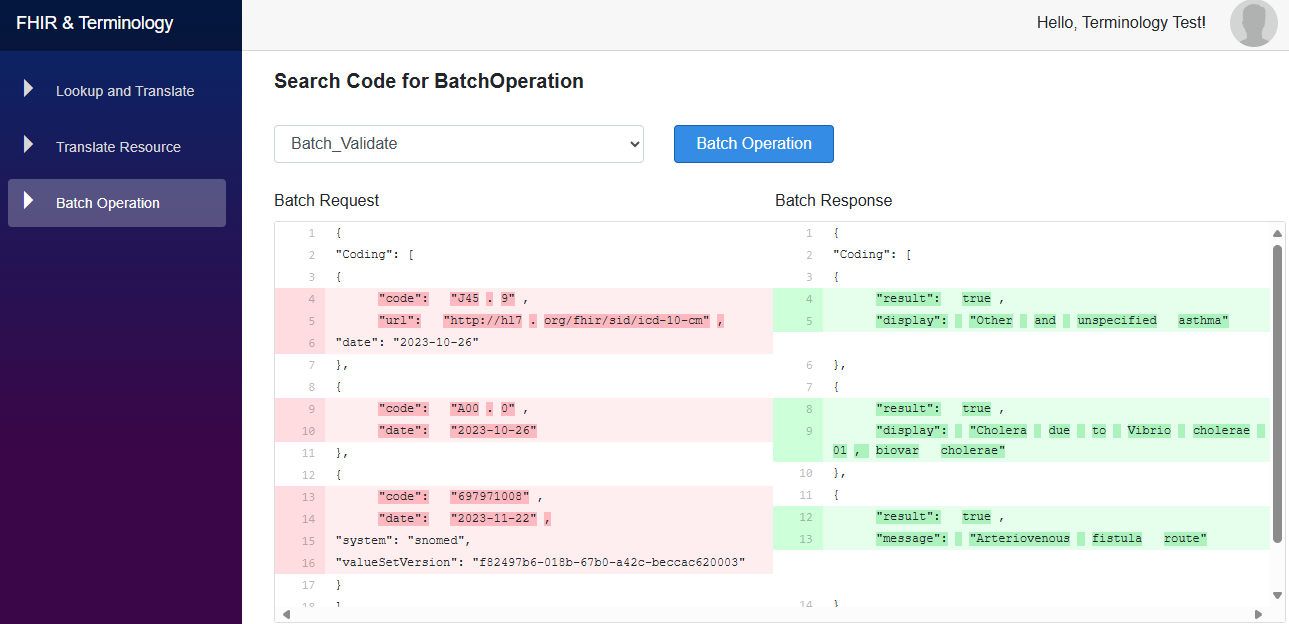 FHIR & Terminology
Hello, Terminology Test!
Lookup and Translate
Translate Resource
Batch Operation
Search Code for BatchOperation
Batch_Validate
Batch Operation
Batch Request
1 {
2 "Coding": [
3 {
4 "code": "J45 . 9" ,
5 "url": "http://hl7 . org/fhir/sid/icd-10-cm" ,
6 "date": "2023-10-26"
7 },
8 {
9 "code": "A00 . 0" ,
10 "date": "2023-10-26"
11 },
12 {
13 "code": "697971008" ,
14 "date": "2023-11-22" ,
15 "system": "snomed",
16 "valueSetVersion": "f82497b6-018b-67b0-a42c-beccac620003"
17 }
18 ]
Batch Response
1 {
2 "Coding": [
3 {
4 "result": true ,
5 "display": "Other and unspecified asthma"
6 },
7 {
8 "result": true ,
9 "display": "Cholera due to Vibrio cholerae
01 , biovar cholerae"
10 },
11 {
12 "result": true ,
13 "message": "Arteriovenous fistula route"
14 }